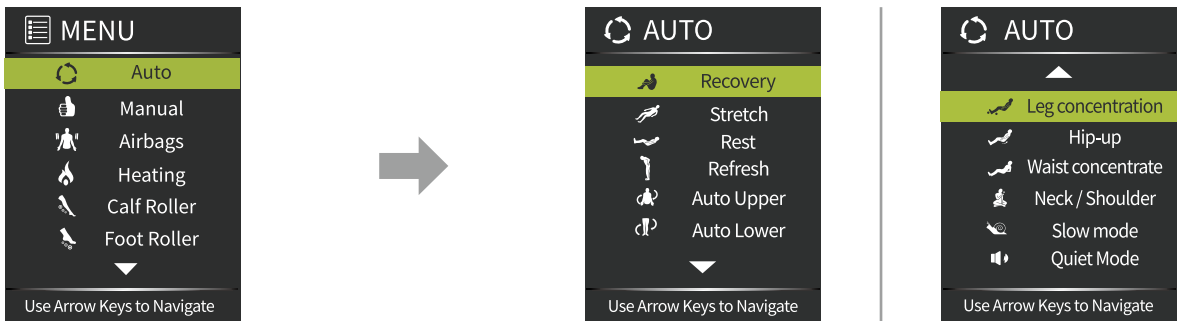 MENU
Auto
Manual
Airbags
Heating
Calf Roller
Foot Roller
Use Arrow Keys to Navigate
AUTO
Recovery
Stretch
Rest
Refresh
Auto Upper
Auto Lower
Use Arrow Keys to Navigate
AUTO
Leg concentration
Hip-up
Waist concentrate
Neck / Shoulder
Slow mode
Quiet Mode
Use Arrow Keys to Navigate